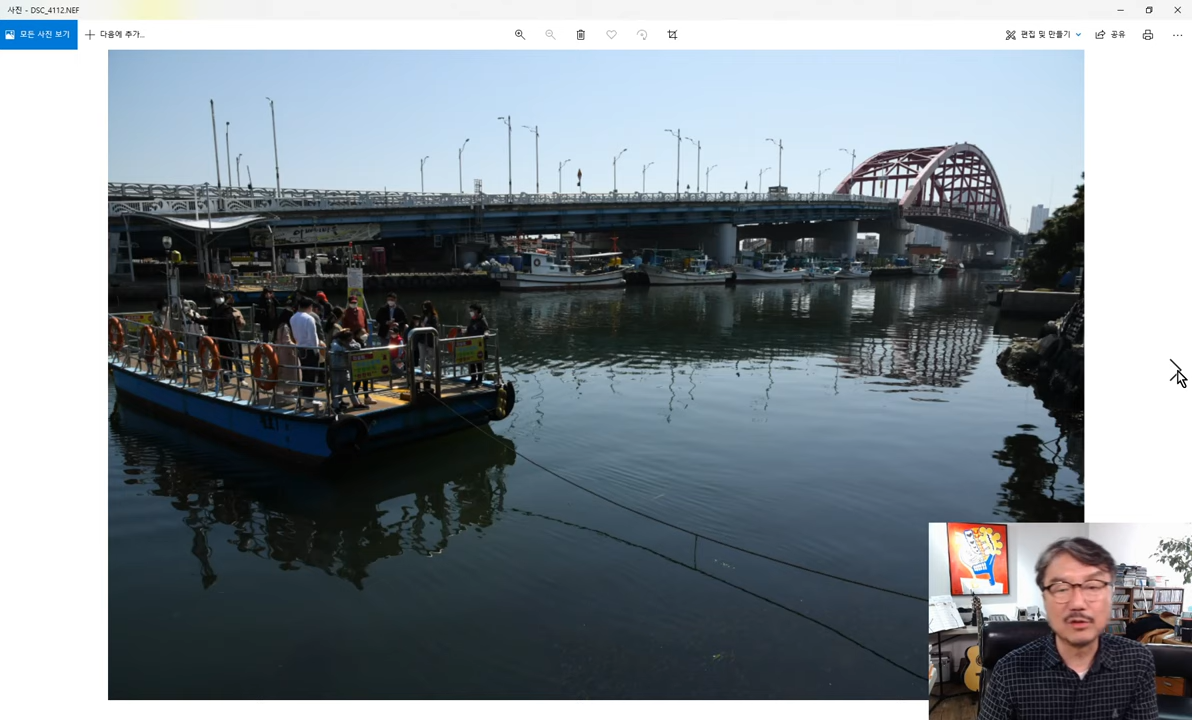 사진 - DSC_4112.NEF
모든 사진 보기
다음에 추가...
편집 및 만들기
공유